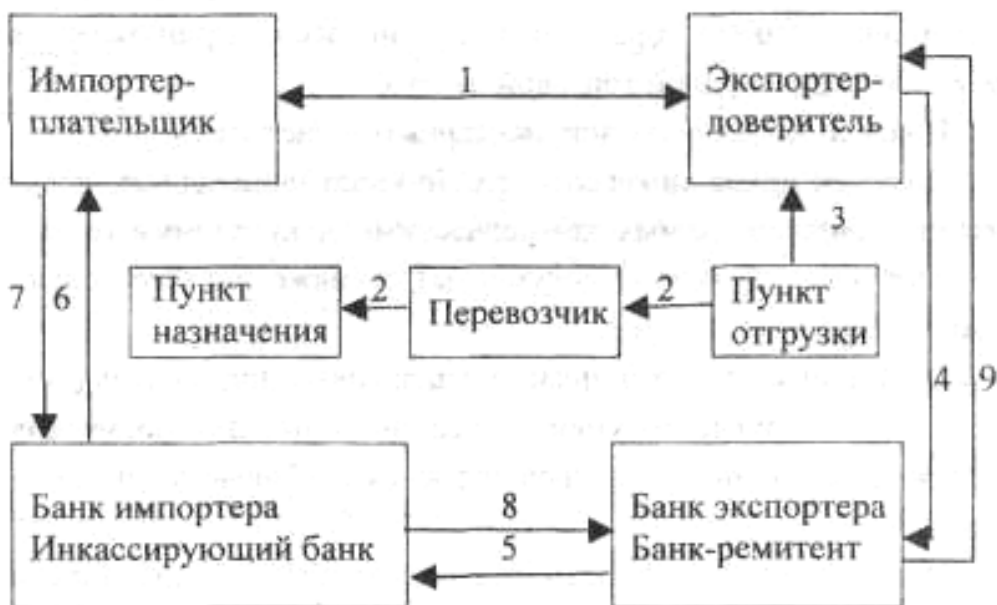 Импортер-
плательщик
1
Экспортер-
доверитель
3
7
6
Пункт
назначения
2
Перевозчик
2
Пункт
отгрузки
4
9
Банк импортера
Инкассирующий банк
8
5
Банк экспортера
Банк-ремитент